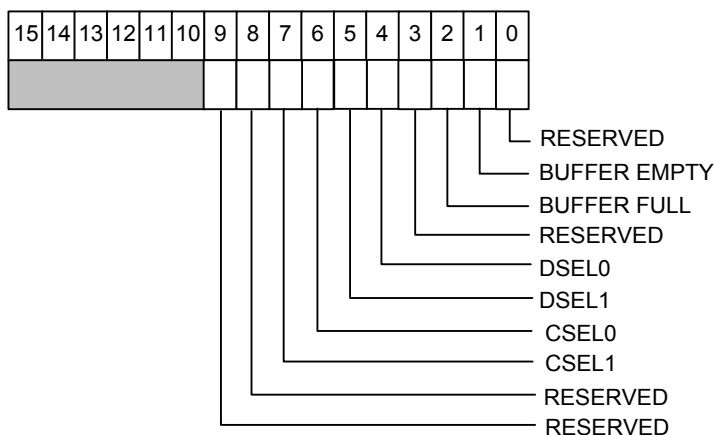 15 14 13 12 11 10 9 8 7 6 5 4 3 2 1 0
RESERVED
BUFFER EMPTY
BUFFER FULL
RESERVED
DSEL0
DSEL1
CSEL0
CSEL1
RESERVED
RESERVED